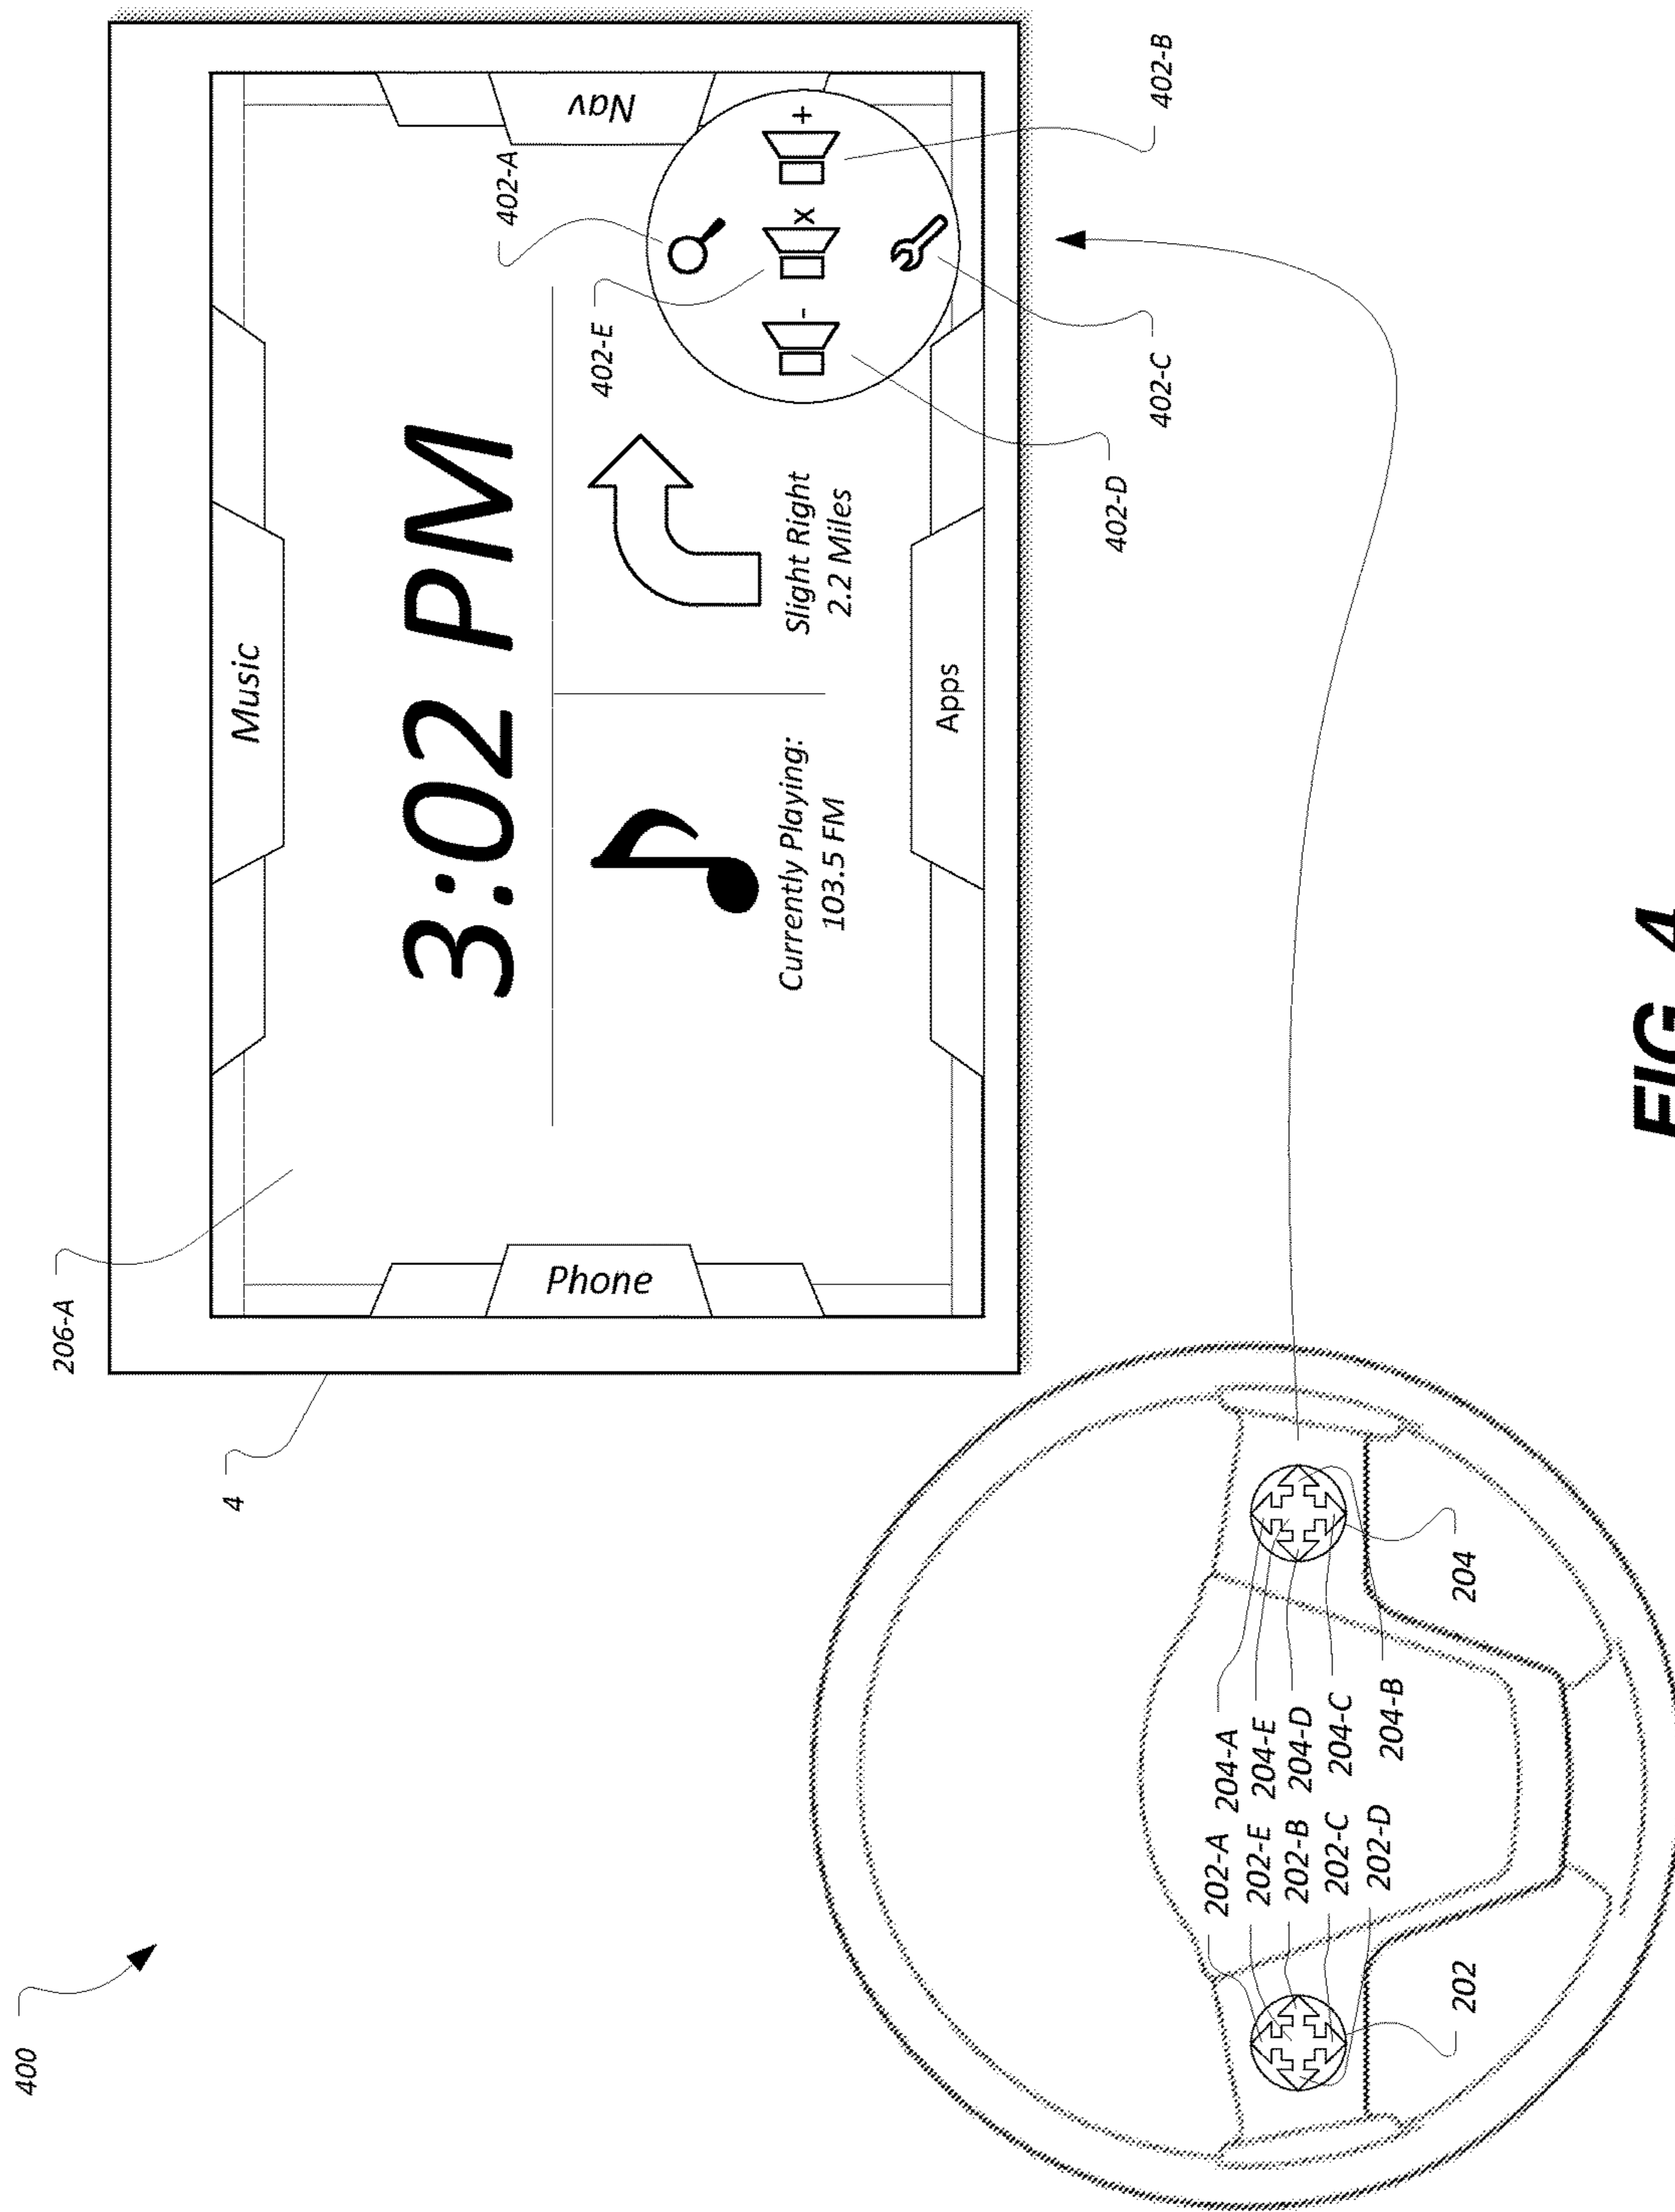 400
206-A
4
Music
3:02 PM
Phone
Nav
Currently Playing:
103.5 FM
Slight Right
2.2 Miles
Apps
402-A
402-E
-
x
+
402-D
402-C
402-B
202-A
204-A
202-E
204-E
202-B
204-D
202-C
204-C
202-D
204-B
202
204
FIG. 4